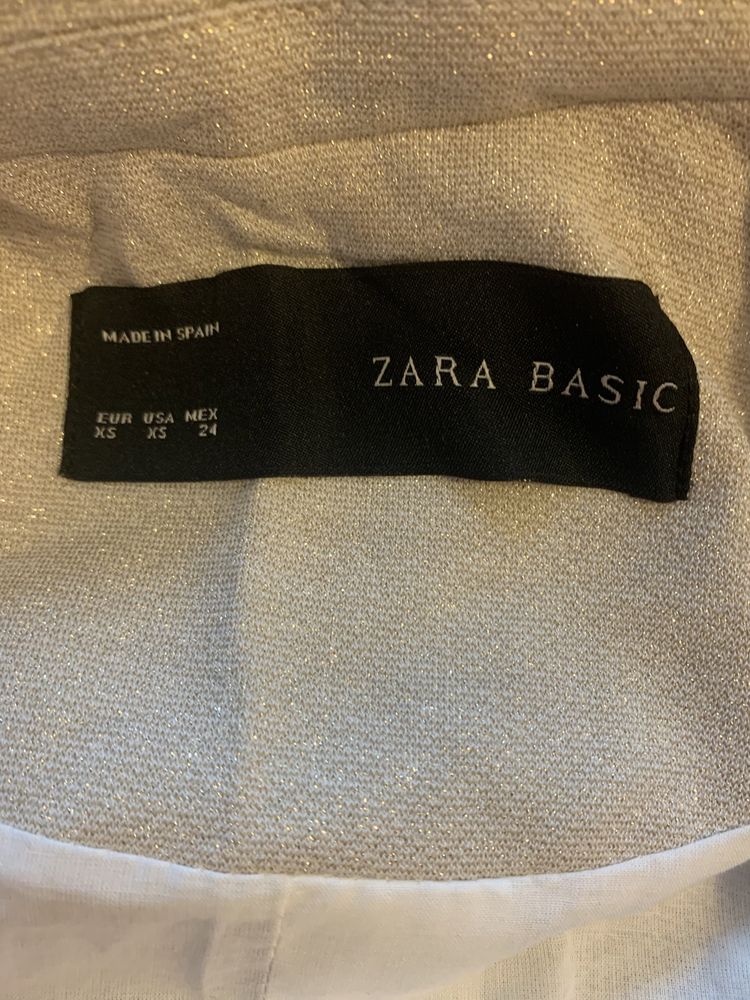 MADE IN SPAIN
ZARA BASIC
EUR USA MEX
XS XS 24